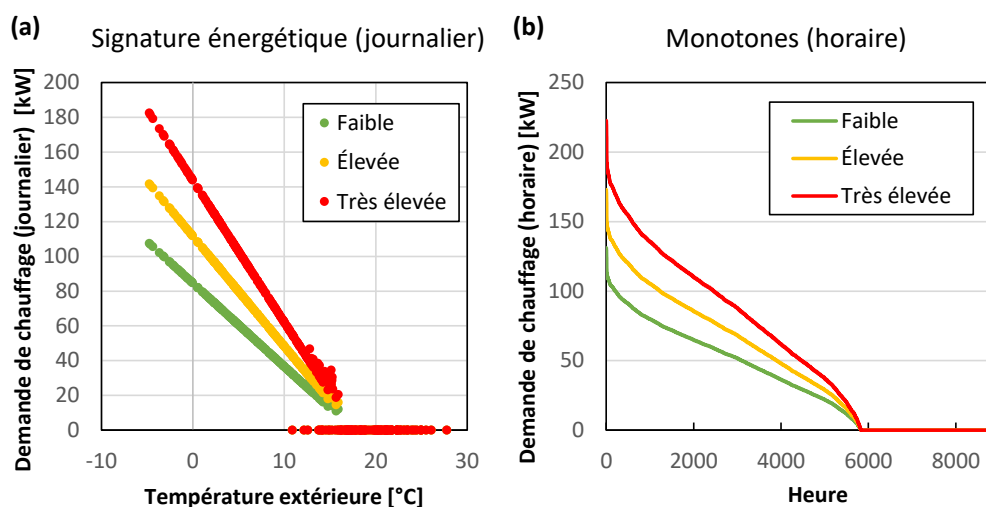 (a)
Signature énergétique (journalier)
Demande de chauffage (journalier) [kW]
200
180
160
140
120
100
80
60
40
20
0
Faible
Élevée
Très élevée
-10
0
10
20
30
Température extérieure [°C]
(b)
Monotones (horaire)
Demande de chauffage (horaire) [kW]
250
200
150
100
50
0
Faible
Élevée
Très élevée
0
2000
4000
6000
8000
Heure